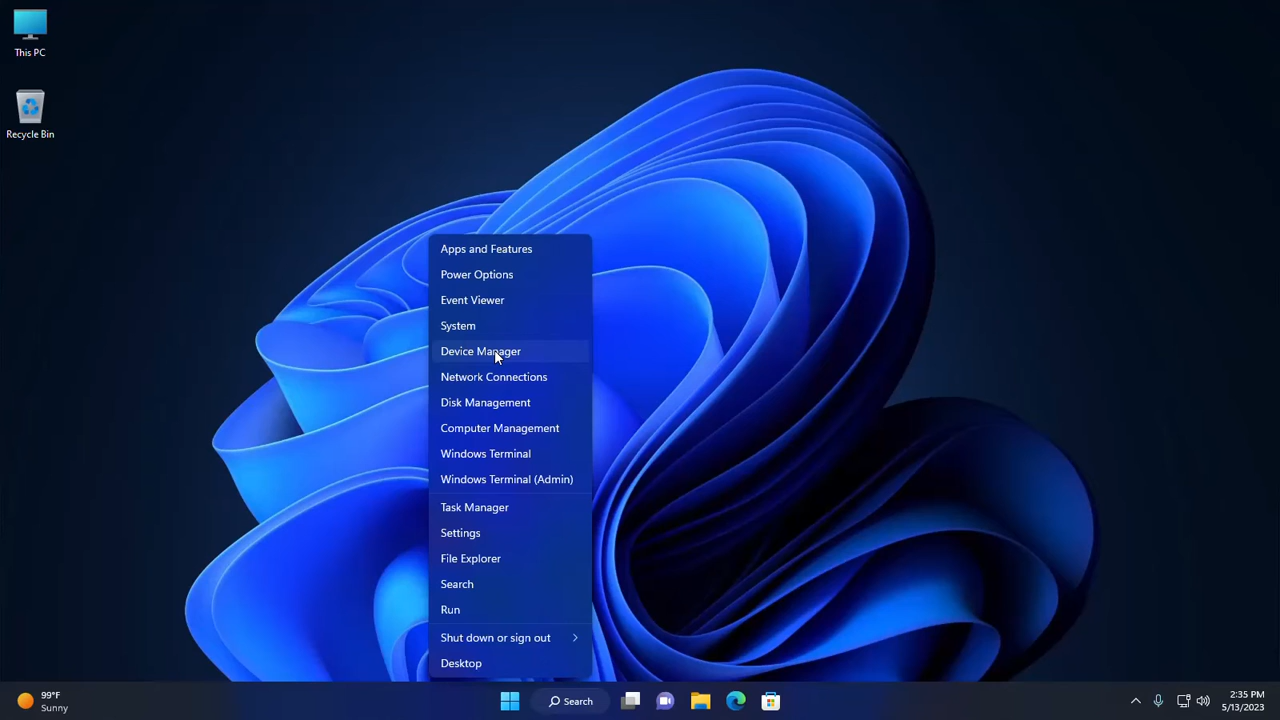 This PC
Recycle Bin
Apps and Features
Power Options
Event Viewer
System
Device Manager
Network Connections
Disk Management
Computer Management
Windows Terminal
Windows Terminal (Admin)
Task Manager
Settings
File Explorer
Search
Run
Shut down or sign out
Desktop
99°F
Sunny
Search
2:35 PM
5/13/2023